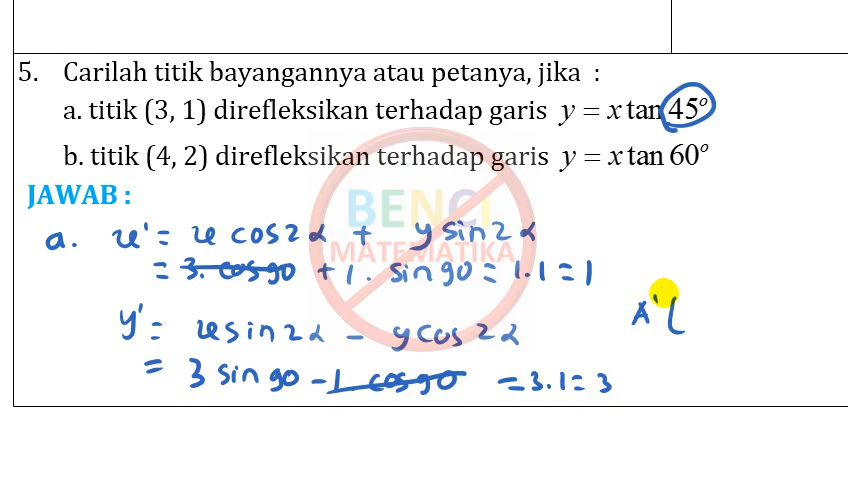 5. Carilah titik bayangannya atau petanya, jika :
a. titik (3, 1) direfleksikan terhadap garis y = x tan 45°
b. titik (4, 2) direfleksikan terhadap garis y = x tan 60°
JAWAB :
BENCI
MATEMATIKA
a. x' = x cos 2α + y sin 2α
= 3. cos 90 + 1. sin 90 = 1.1 = 1
y' = x sin 2α - y cos 2α
= 3 sin 90 - 1. cos 90 = 3.1 = 3
A'(